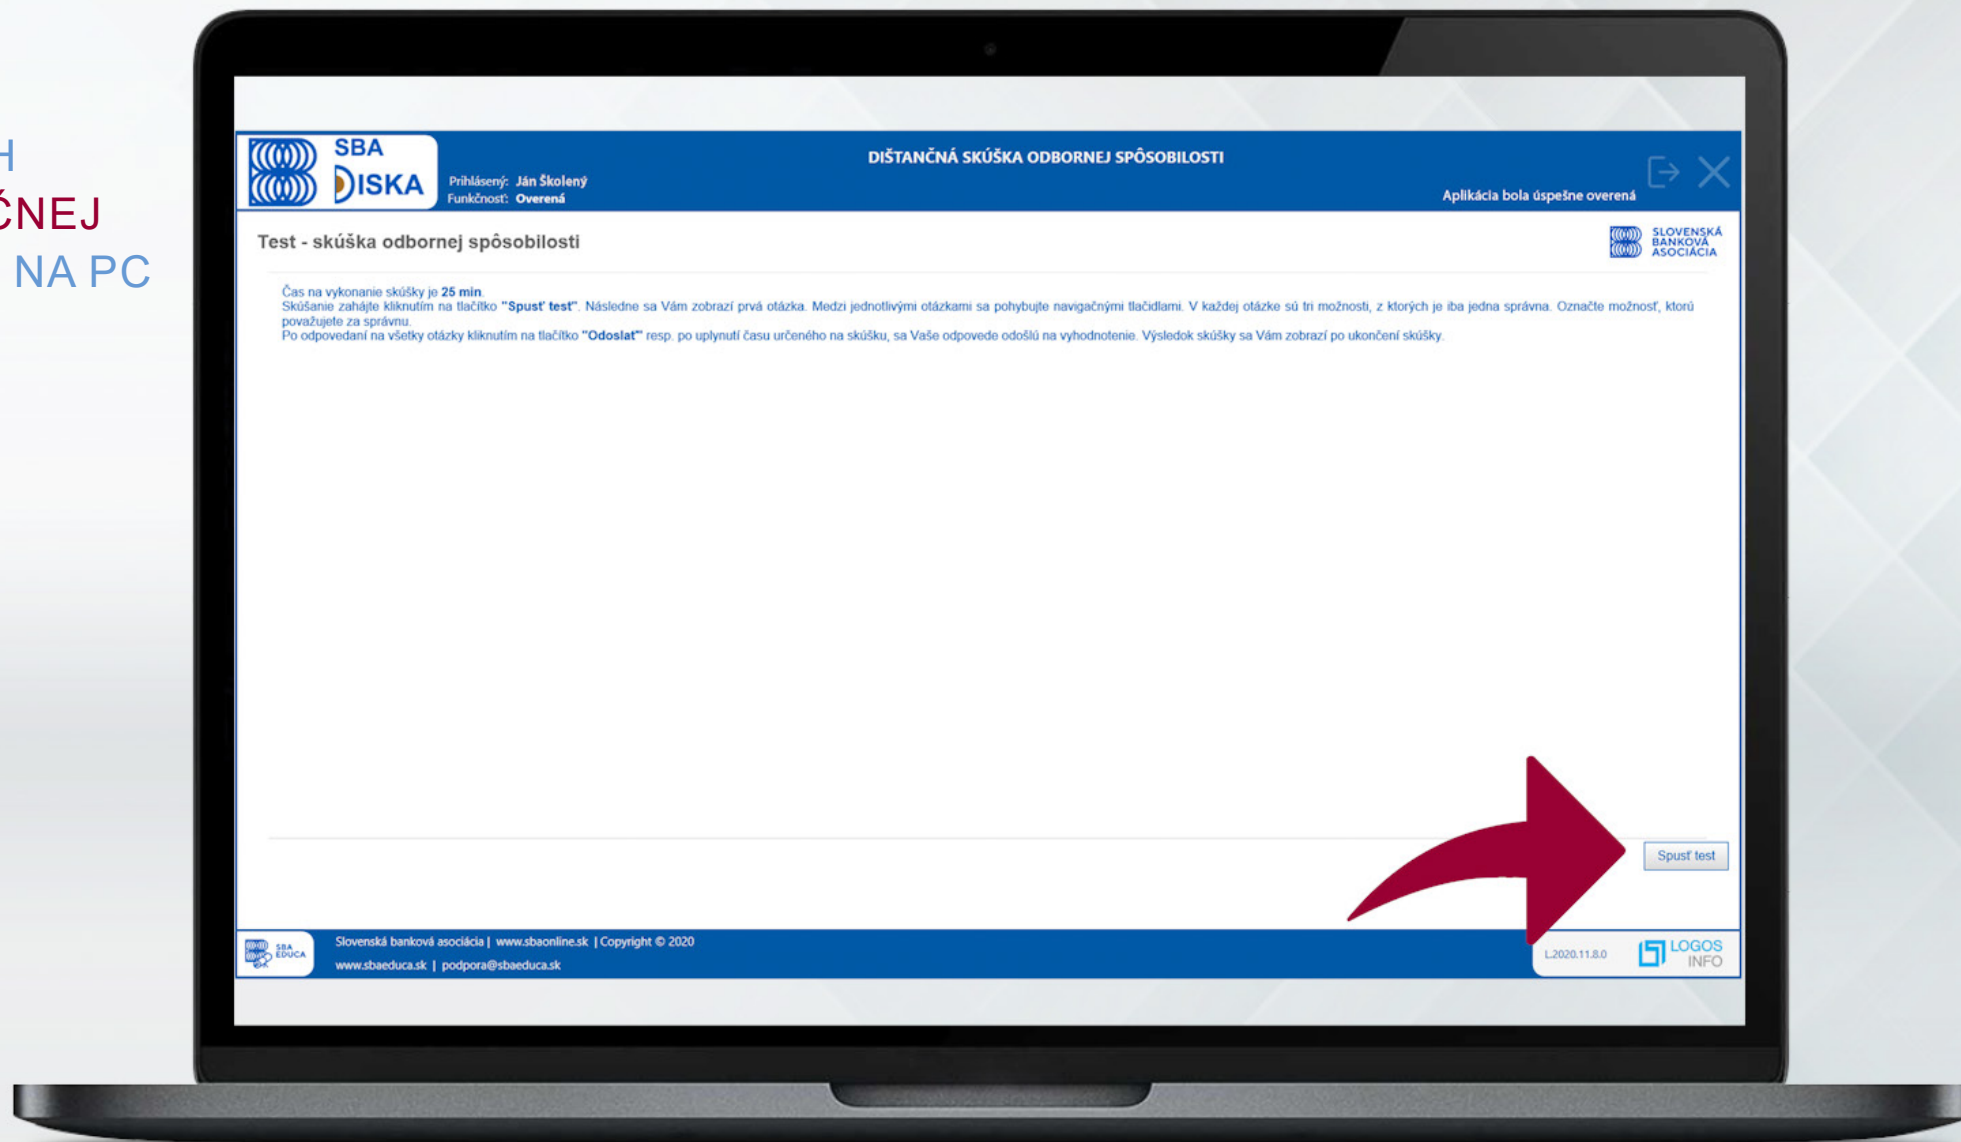 H
ČNEJ
NA PC
SBA
DISKA
Prihlásený: Ján Školený
Funkčnosť: Overená
DIŠTANČNÁ SKÚŠKA ODBORNEJ SPÔSOBILOSTI
Aplikácia bola úspešne overená
Test - skúška odbornej spôsobilosti
SLOVENSKÁ
BANKOVÁ
ASOCIÁCIA
Čas na vykonanie skúšky je 25 min.
Skúšanie zahájte kliknutím na tlačítko "Spusť test". Následne sa Vám zobrazí prvá otázka. Medzi jednotlivými otázkami sa pohybujte navigačnými tlačidlami. V každej otázke sú tri možnosti, z ktorých je iba jedna správna. Označte možnosť, ktorú
považujete za správnu.
Po odpovedaní na všetky otázky kliknutím na tlačítko "Odoslať" resp. po uplynutí času určeného na skúšku, sa Vaše odpovede odošlú na vyhodnotenie. Výsledok skúšky sa Vám zobrazí po ukončení skúšky.
Spusť test
SBA
EDUCA
Slovenská banková asociácia | www.sbaonline.sk | Copyright © 2020
www.sbaeduca.sk | podpora@sbaeduca.sk
L.2020.11.8.0
LOGOS
INFO